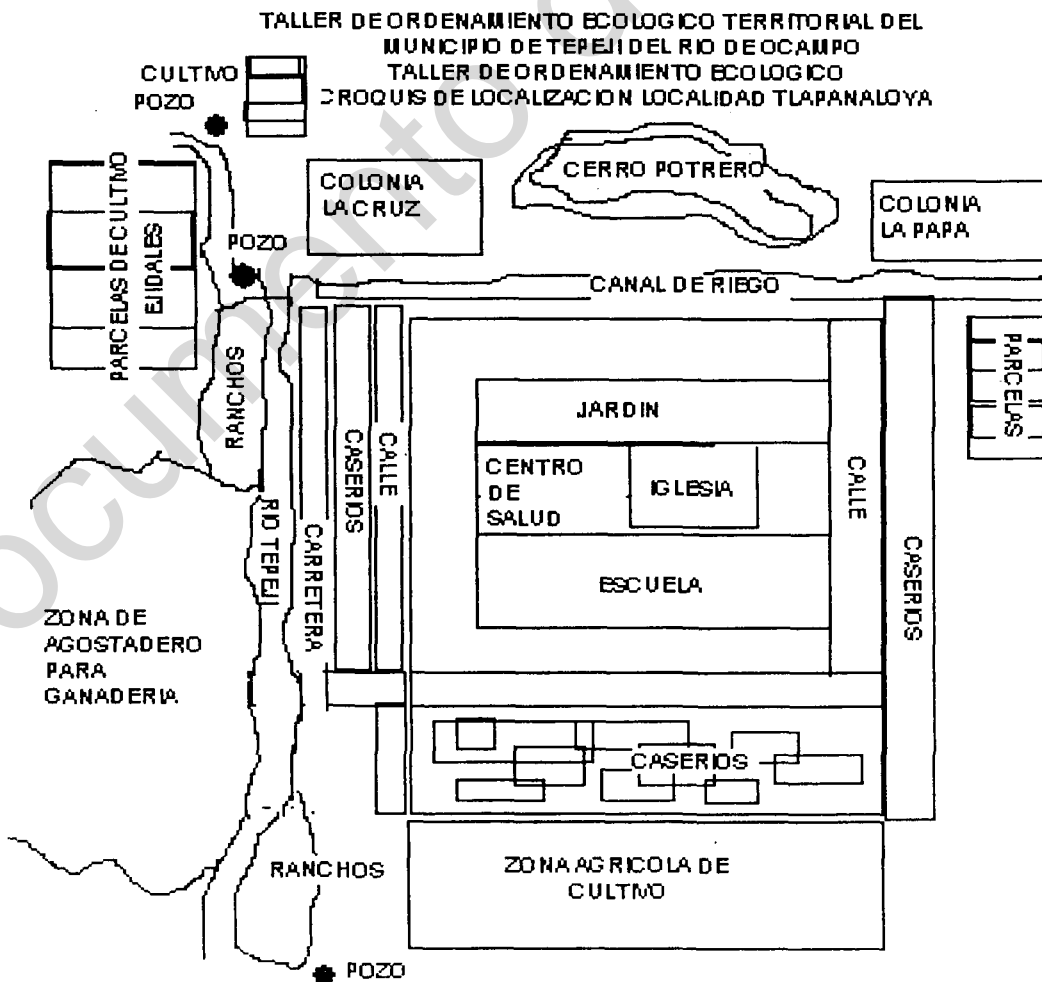 TALLER DE ORDENAMIENTO ECOLOGICO TERRITORIAL DEL
MUNICIPIO DE TEPEJI DEL RIO DE OCAMPO
TALLER DE ORDENAMIENTO ECOLOGICO
CROQUIS DE LOCALIZACION LOCALIDAD TLAPANALOYA
CULTIVO
POZO
PARCELAS DE CULTIVO
EJIDALES
POZO
COLONIA
LA CRUZ
CERRO POTRERO
COLONIA
LA PAPA
CANAL DE RIEGO
RANCHOS
CASERIOS
CALLE
JARDIN
CENTRO
DE
SALUD
IGLESIA
ESCUELA
CALLE
CASERIOS
PARCELAS
RIO TEPEJI
CARRETERA
ZONA DE
AGOSTADERO
PARA
GANADERIA
CASERIOS
RANCHOS
ZONA AGRICOLA DE
CULTIVO
POZO
ocumento